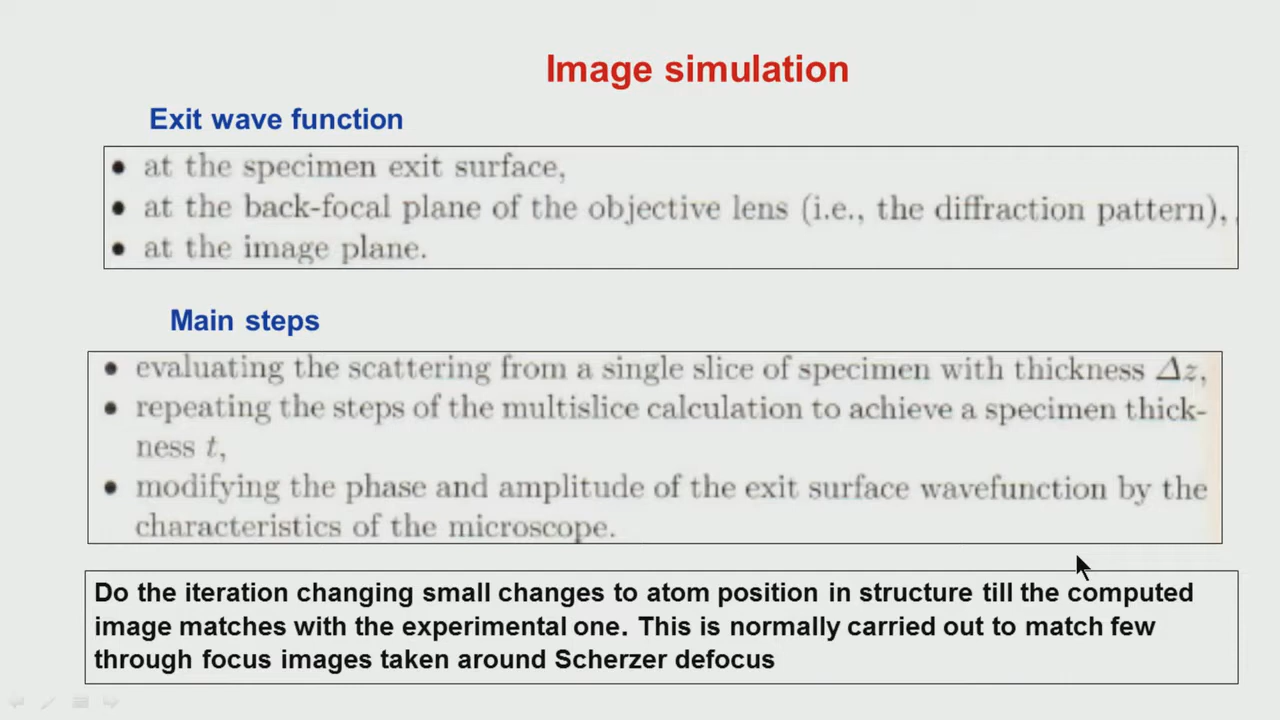 Image simulation
Exit wave function
• at the specimen exit surface,
• at the back-focal plane of the objective lens (i.e., the diffraction pattern),
• at the image plane.
Main steps
• evaluating the scattering from a single slice of specimen with thickness Δz,
• repeating the steps of the multislice calculation to achieve a specimen thick-
ness t,
• modifying the phase and amplitude of the exit surface wavefunction by the
characteristics of the microscope.
Do the iteration changing small changes to atom position in structure till the computed
image matches with the experimental one. This is normally carried out to match few
through focus images taken around Scherzer defocus